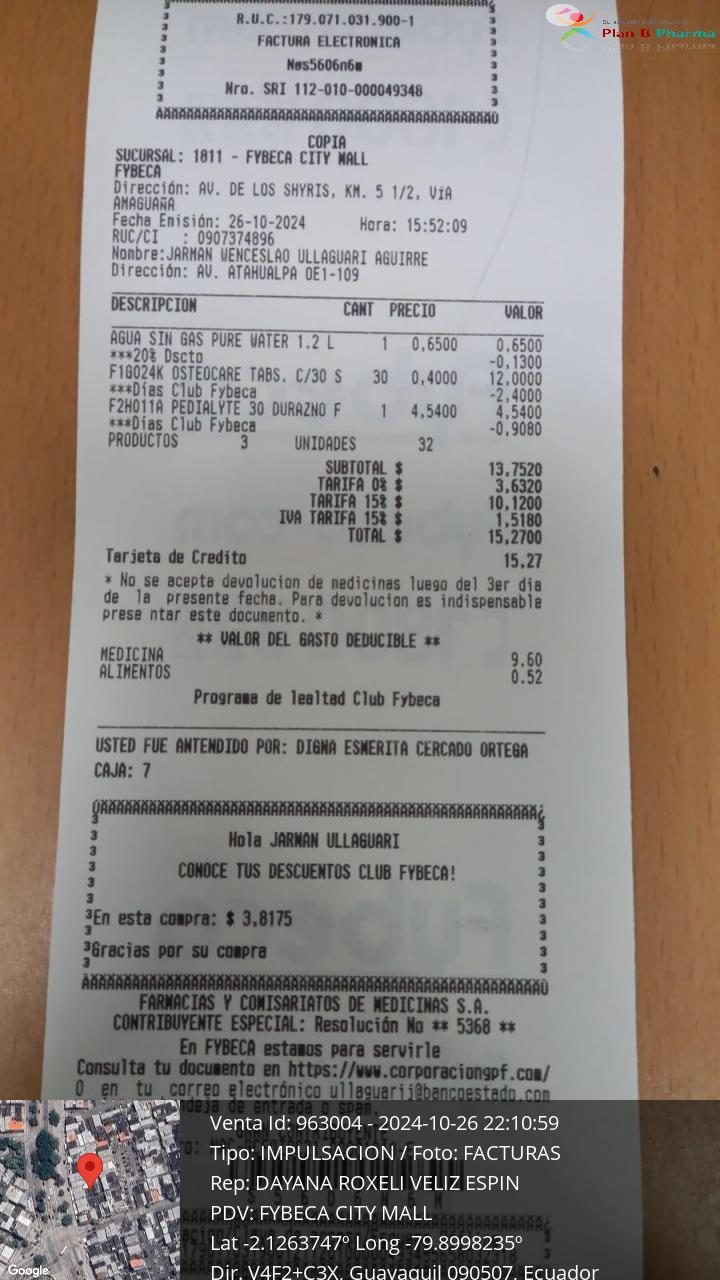 Plan B Pharma
R.U.C.:179.071.031.900-1
FACTURA ELECTRONICA
Nøs5606n6m
Nro. SRI 112-010-000049348
COPIA
SUCURSAL: 1811 - FYBECA CITY MALL
FYBECA
Dirección: AV. DE LOS SHYRIS, KM. 5 1/2, VíA
AMAGUAÑA
Fecha Emisión: 26-10-2024 Hora: 15:52:09
RUC/CI : 0907374896
Nombre:JARMAN WENCESLAO ULLAGUARI AGUIRRE
Dirección: AV. ATAHUALPA OE1-109
DESCRIPCION CANT PRECIO VALOR
AGUA SIN GAS PURE WATER 1.2 L 1 0,6500 0,6500
***20% Dscto -0,1300
F1G024K OSTEOCARE TABS. C/30 S 30 0,4000 12,0000
***Días Club Fybeca -2,4000
F2H011A PEDIALYTE 30 DURAZNO F 1 4,5400 4,5400
***Días Club Fybeca -0,9080
PRODUCTOS 3 UNIDADES 32
SUBTOTAL $ 13,7520
TARIFA 0% $ 3,6320
TARIFA 15% $ 10,1200
IVA TARIFA 15% $ 1,5180
TOTAL $ 15,2700
Tarjeta de Credito 15,27
* No se acepta devolucion de medicinas luego del 3er dia
de la presente fecha. Para devolucion es indispensable
prese ntar este documento. *
** VALOR DEL GASTO DEDUCIBLE **
MEDICINA 9.60
ALIMENTOS 0.52
Programa de lealtad Club Fybeca
USTED FUE ANTENDIDO POR: DIGNA ESMERITA CERCADO ORTEGA
CAJA: 7
Hola JARMAN ULLAGUARI
CONOCE TUS DESCUENTOS CLUB FYBECA!
En esta compra: $ 3,8175
Gracias por su compra
FARMACIAS Y COMISARIATOS DE MEDICINAS S.A.
CONTRIBUYENTE ESPECIAL: Resolución No ** 5368 **
En FYBECA estamos para servirle
Consulta tu documento en https://www.corporaciongpf.com/
O en tu correo electrónico ullaguarij@bancoestado.com
ndeja de entrada o spam.
Venta Id: 963004 - 2024-10-26 22:10:59
Tipo: IMPULSACION / Foto: FACTURAS
Rep: DAYANA ROXELI VELIZ ESPIN
PDV: FYBECA CITY MALL
Lat -2.1263747º Long -79.8998235º
Dir. V4F2+C3X, Guayaquil 090507, Ecuador
Google